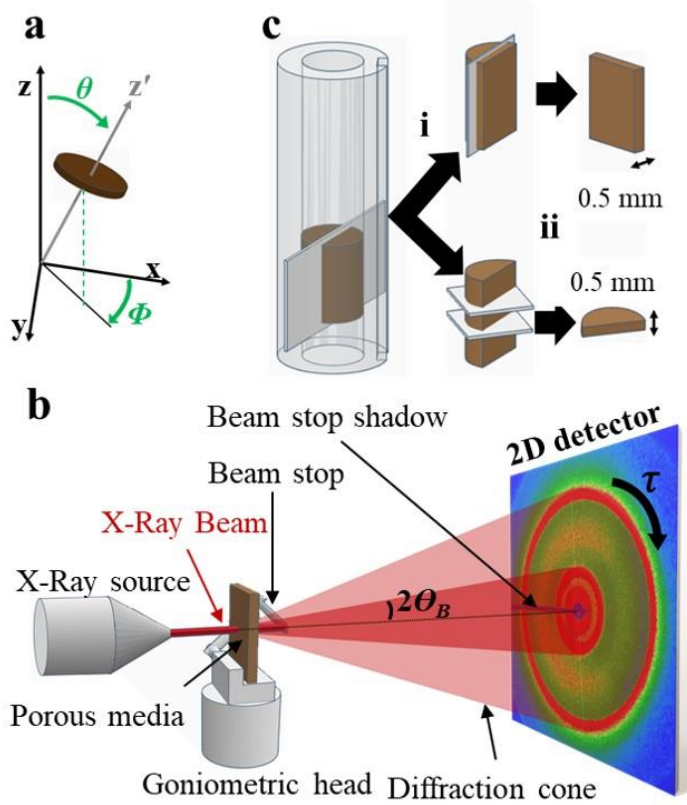 a
z
θ
z'
x
y
Φ
c
i
0.5 mm
ii
0.5 mm
b
Beam stop shadow
Beam stop
X-Ray Beam
X-Ray source
2D detector
τ
2Θ_B
Porous media
Goniometric head
Diffraction cone